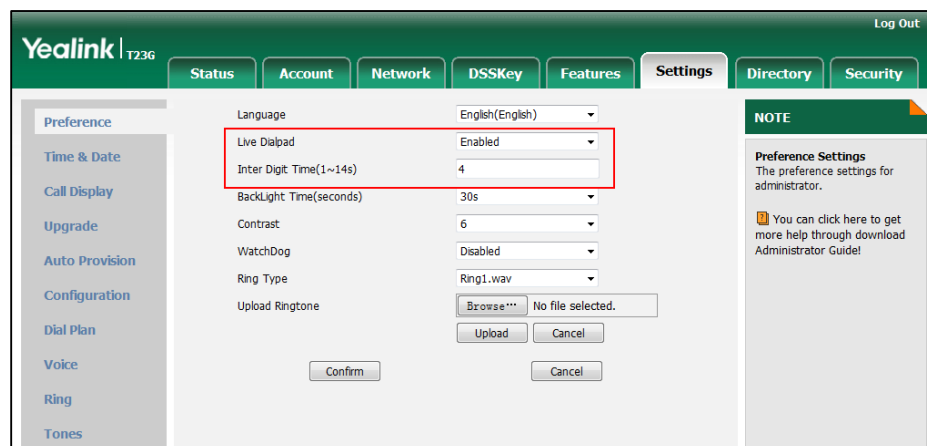 Log Out
Yealink T23G
Status Account Network DSSKey Features Settings Directory Security
Preference
Time & Date
Call Display
Upgrade
Auto Provision
Configuration
Dial Plan
Voice
Ring
Tones
Language English(English)
Live Dialpad Enabled
Inter Digit Time(1~14s) 4
BackLight Time(seconds) 30s
Contrast 6
WatchDog Disabled
Ring Type Ring1.wav
Upload Ringtone Browse··· No file selected.
Upload Cancel
Confirm Cancel
NOTE
Preference Settings
The preference settings for
administrator.
You can click here to get
more help through download
Administrator Guide!